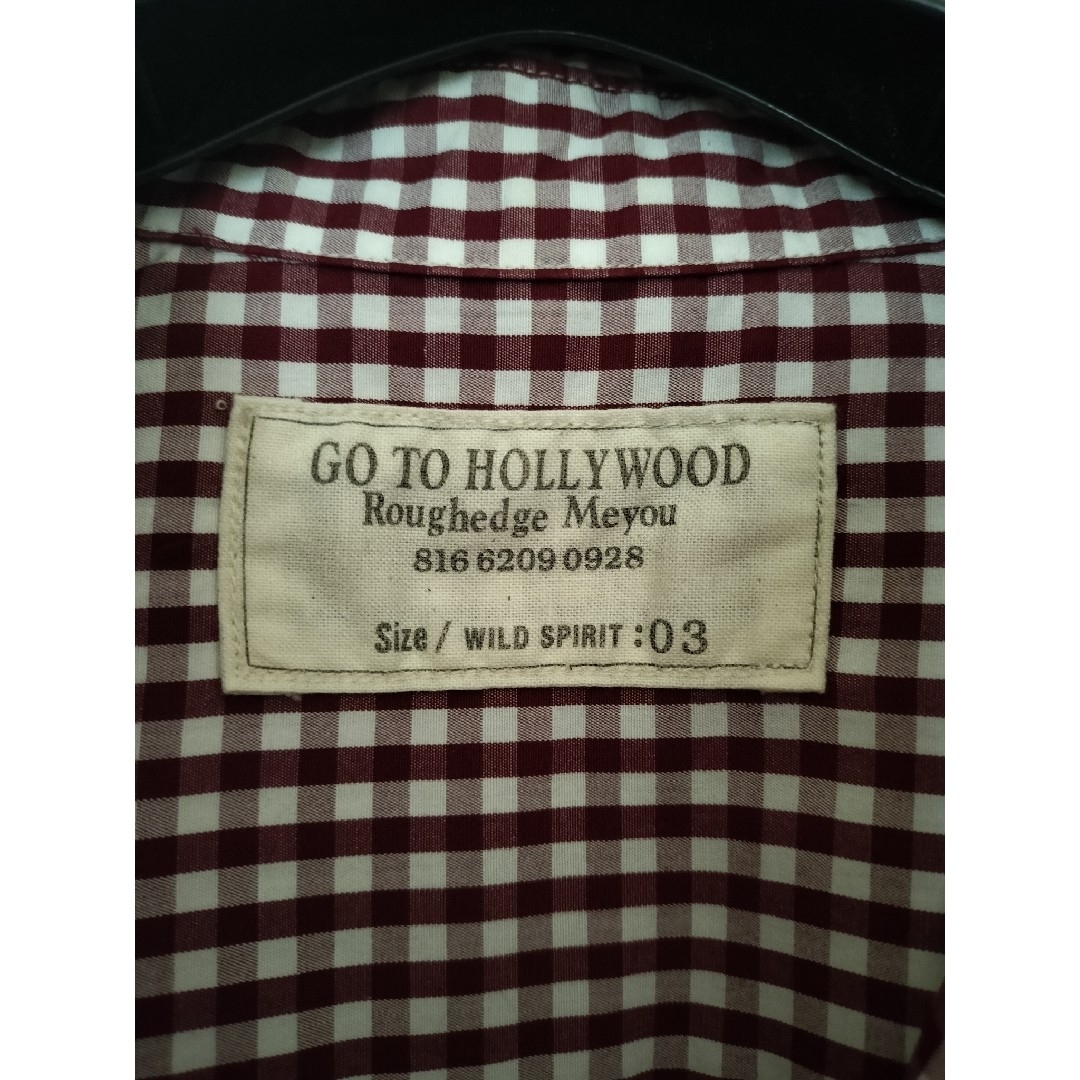 GO TO HOLLYWOOD
Roughedge Meyou
816 6209 0928
Size / WILD SPIRIT : 03